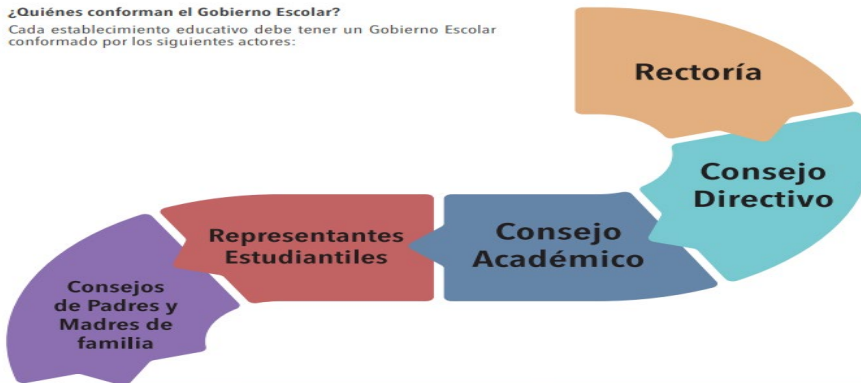 ¿Quiénes conforman el Gobierno Escolar?
Cada establecimiento educativo debe tener un Gobierno Escolar
conformado por los siguientes actores:
Rectoría
Consejo
Directivo
Consejo
Académico
Representantes
Estudiantiles
Consejos
de Padres y
Madres de
familia